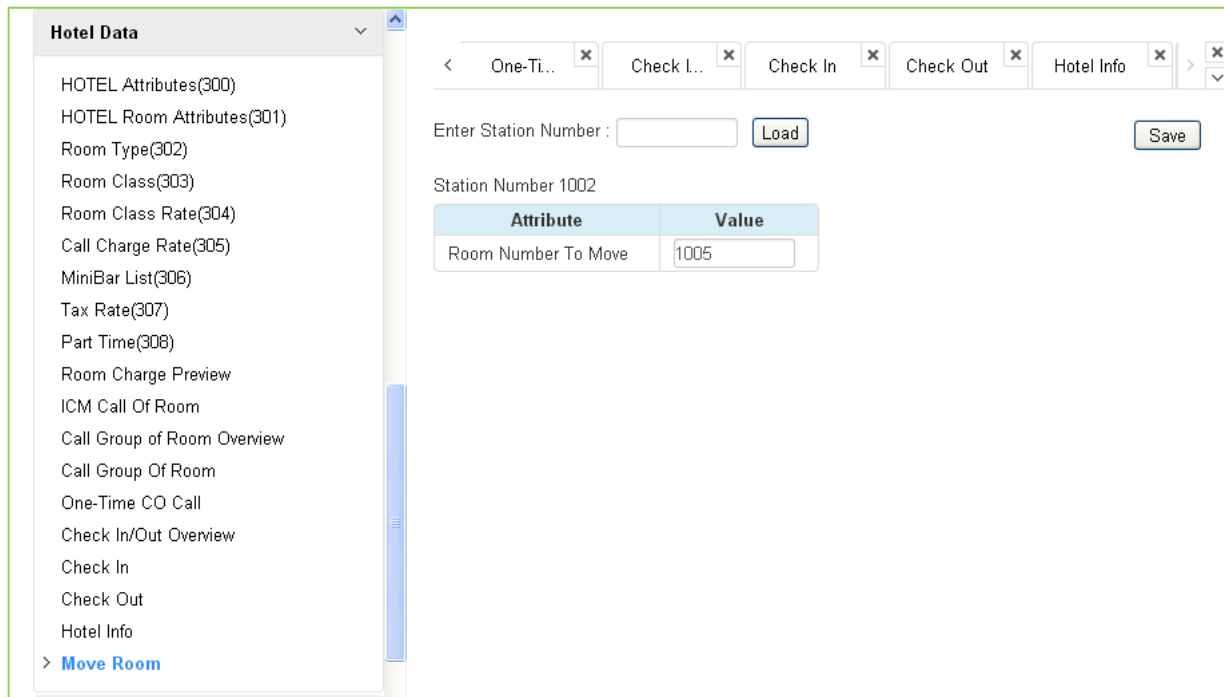 Hotel Data
HOTEL Attributes(300)
HOTEL Room Attributes(301)
Room Type(302)
Room Class(303)
Room Class Rate(304)
Call Charge Rate(305)
MiniBar List(306)
Tax Rate(307)
Part Time(308)
Room Charge Preview
ICM Call Of Room
Call Group of Room Overview
Call Group Of Room
One-Time CO Call
Check In/Out Overview
Check In
Check Out
Hotel Info
Move Room
One-Ti... Check I... Check In Check Out Hotel Info
Enter Station Number : Load Save
Station Number 1002
Attribute Value
Room Number To Move 1005